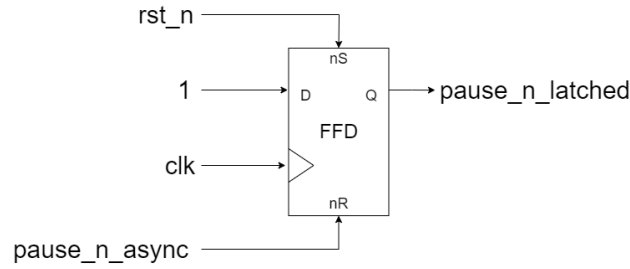 rst_n
nS
1
D
Q
pause_n_latched
FFD
clk
nR
pause_n_async